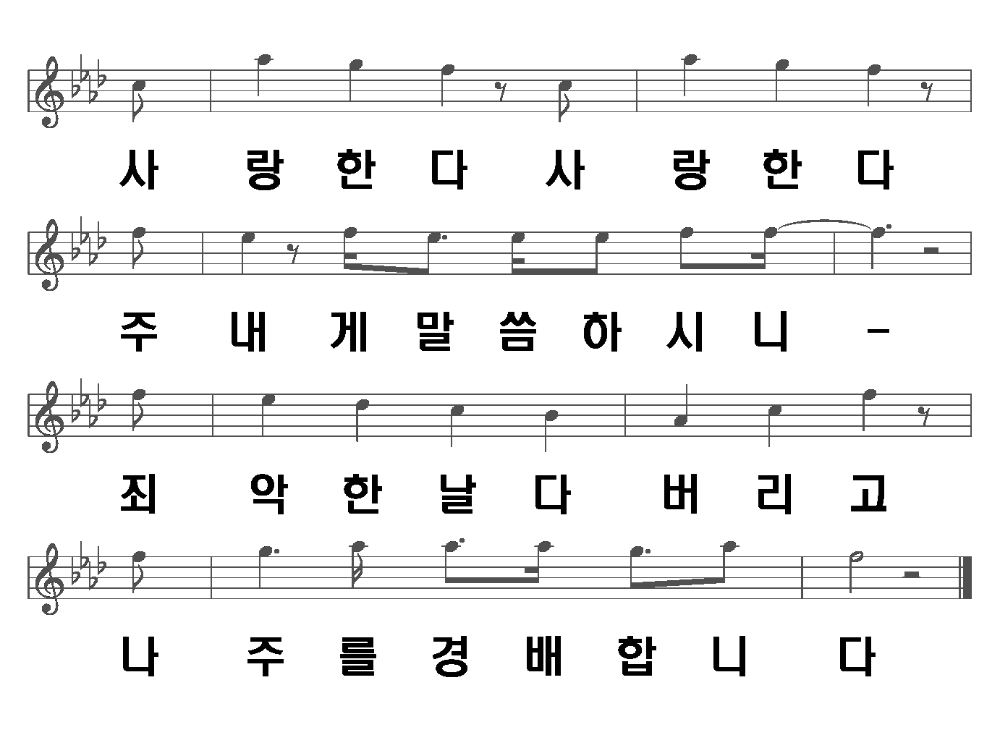 사 랑 한 다 사 랑 한 다
주 내 게 말 씀 하 시 니 -
죄 악 한 날 다 버 리 고
나 주 를 경 배 합 니 다